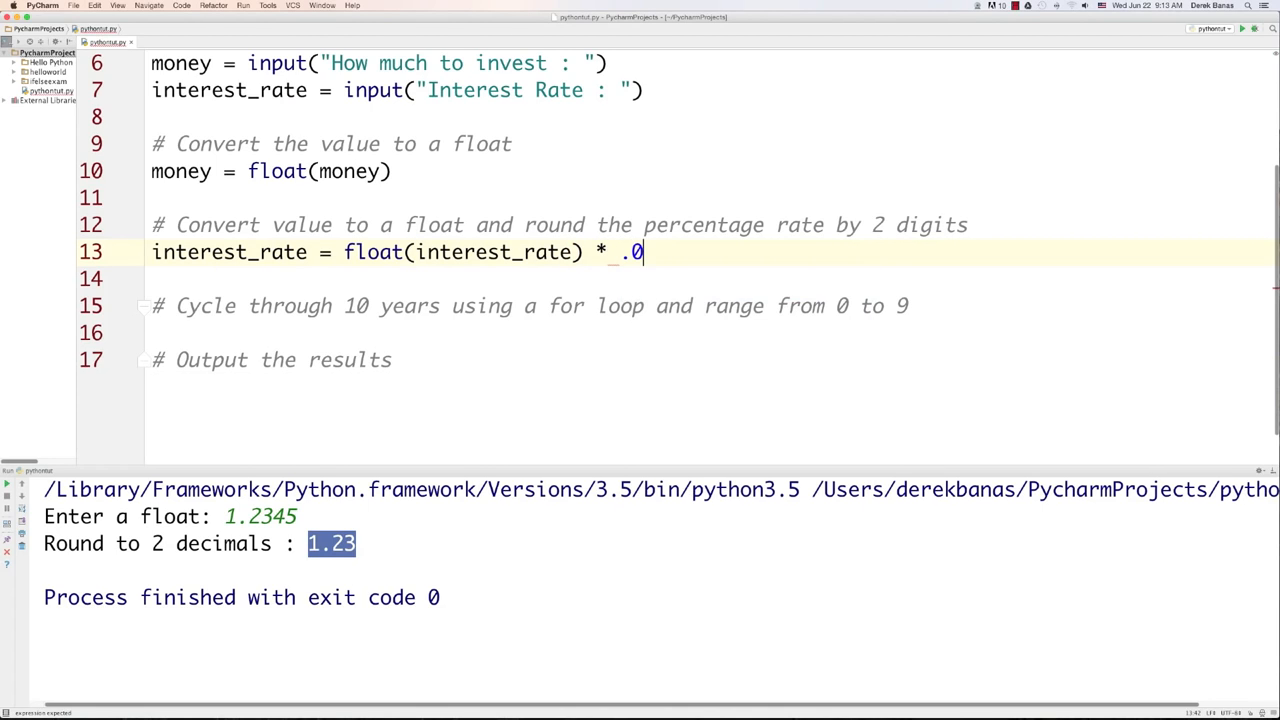 PyCharm File Edit View Navigate Code Refactor Run Tools VCS Window Help 10 Wed Jun 22 9:13 AM Derek Banas
pythontut.py - PycharmProjects - [~/PycharmProjects]
PycharmProjects pythontut.py pythontut
pythontut.py
PycharmProject
Hello Python
helloworld
ifelseexam
pythontut.py
External Librarie
6 money = input("How much to invest : ")
7 interest_rate = input("Interest Rate : ")
8
9 # Convert the value to a float
10 money = float(money)
11
12 # Convert value to a float and round the percentage rate by 2 digits
13 interest_rate = float(interest_rate) * .0
14
15 # Cycle through 10 years using a for loop and range from 0 to 9
16
17 # Output the results
Run pythontut
/Library/Frameworks/Python.framework/Versions/3.5/bin/python3.5 /Users/derekbanas/PycharmProjects/pytho
Enter a float: 1.2345
Round to 2 decimals : 1.23
Process finished with exit code 0
expression expected 13:42 LF÷ UTF-8÷